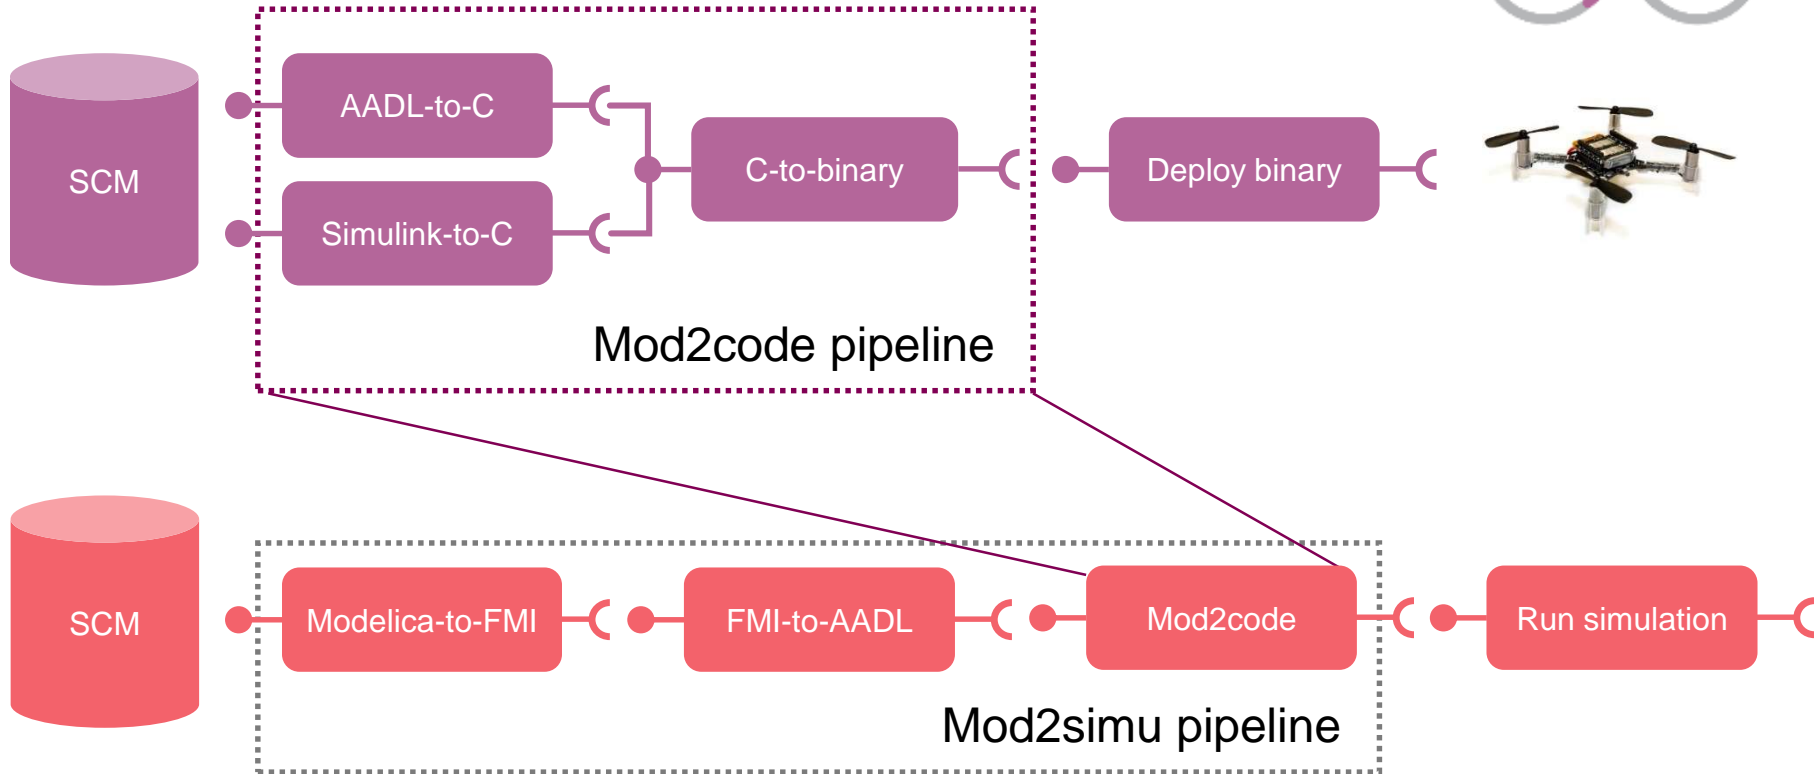 SCM
AADL-to-C
Simulink-to-C
C-to-binary
Deploy binary
Mod2code pipeline
SCM
Modelica-to-FMI
FMI-to-AADL
Mod2code
Run simulation
Mod2simu pipeline